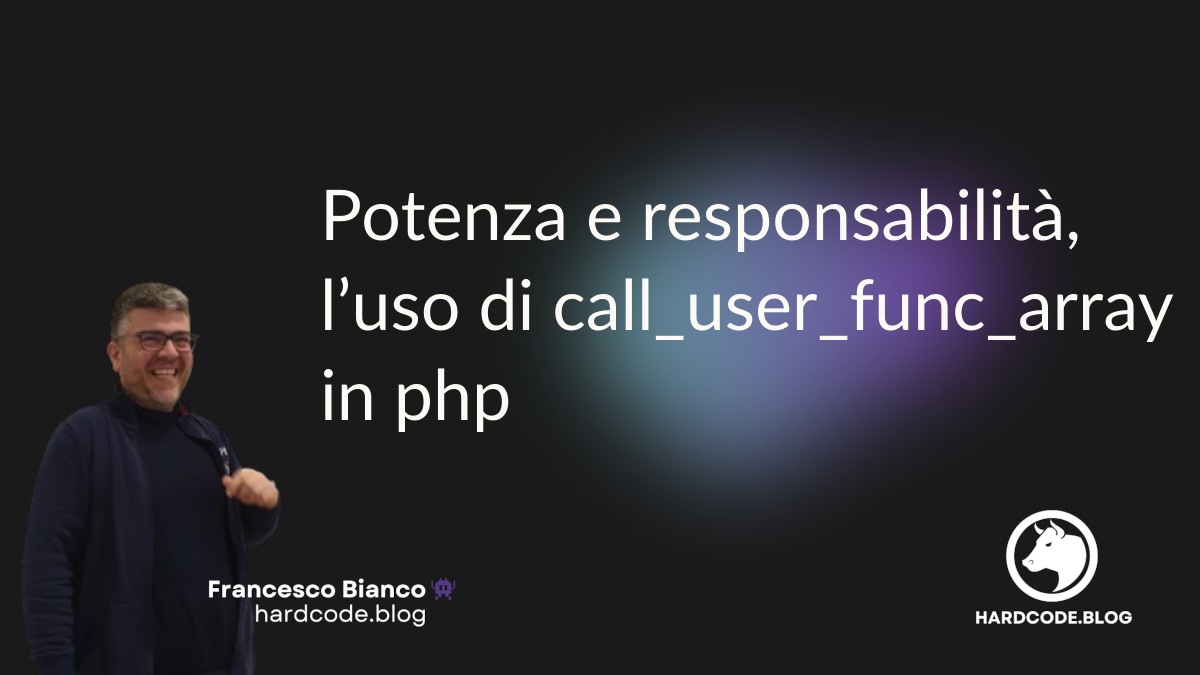 Potenza e responsabilità,
l’uso di call_user_func_array
in php
Francesco Bianco
hardcode.blog
HARDCODE.BLOG